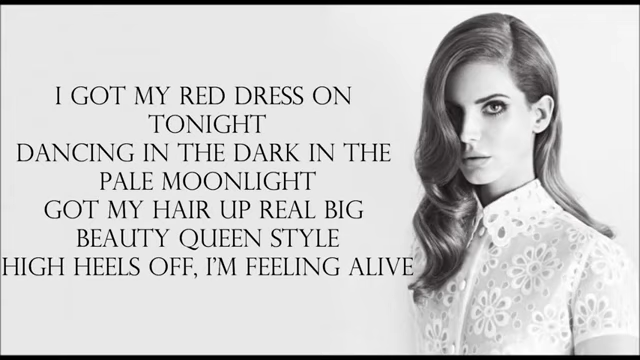 I GOT MY RED DRESS ON
TONIGHT
DANCING IN THE DARK IN THE
PALE MOONLIGHT
GOT MY HAIR UP REAL BIG
BEAUTY QUEEN STYLE
HIGH HEELS OFF, I'M FEELING ALIVE